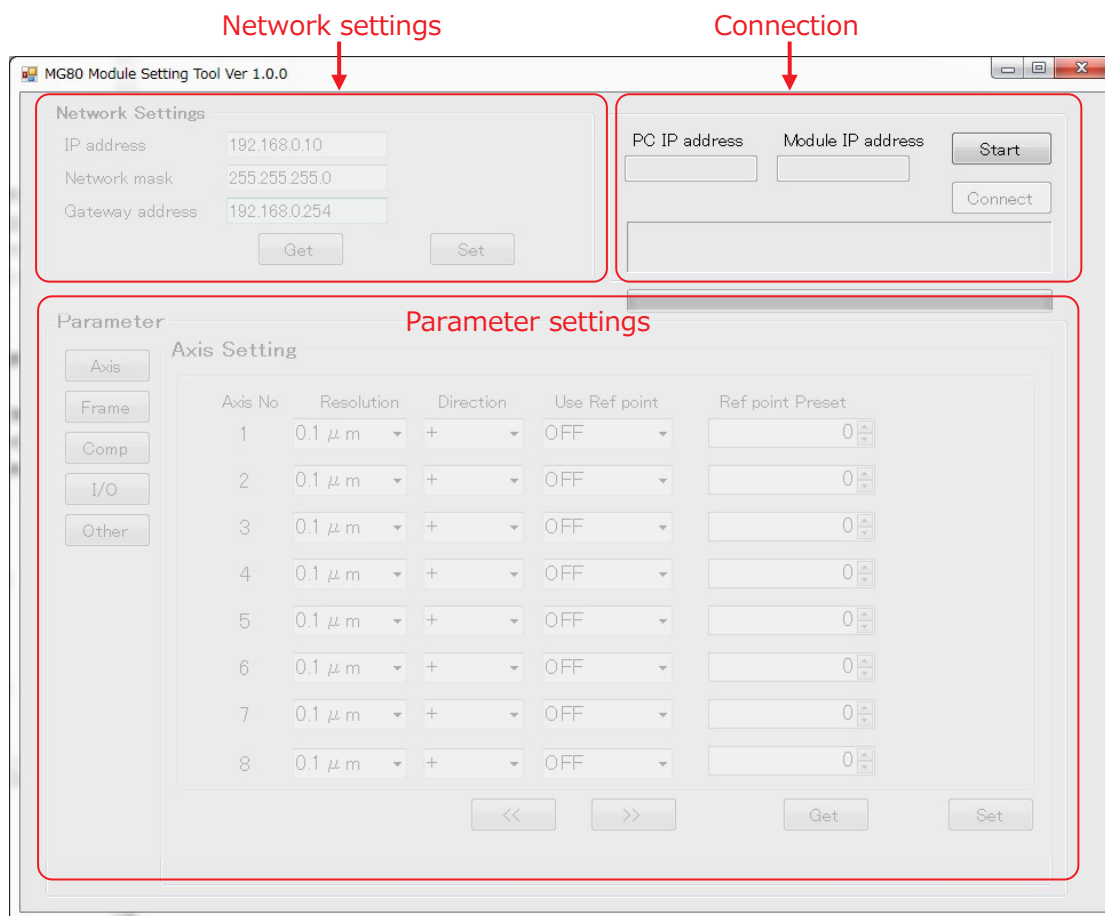 Network settings
Connection
MG80 Module Setting Tool Ver 1.0.0
Network Settings
IP address 192.168.0.10
Network mask 255.255.255.0
Gateway address 192.168.0.254
Get Set
PC IP address Module IP address Start
Connect
Parameter settings
Parameter
Axis
Frame
Comp
I/O
Other
Axis Setting
Axis No Resolution Direction Use Ref point Ref point Preset
1 0.1 μm + OFF 0
2 0.1 μm + OFF 0
3 0.1 μm + OFF 0
4 0.1 μm + OFF 0
5 0.1 μm + OFF 0
6 0.1 μm + OFF 0
7 0.1 μm + OFF 0
8 0.1 μm + OFF 0
<< >> Get Set